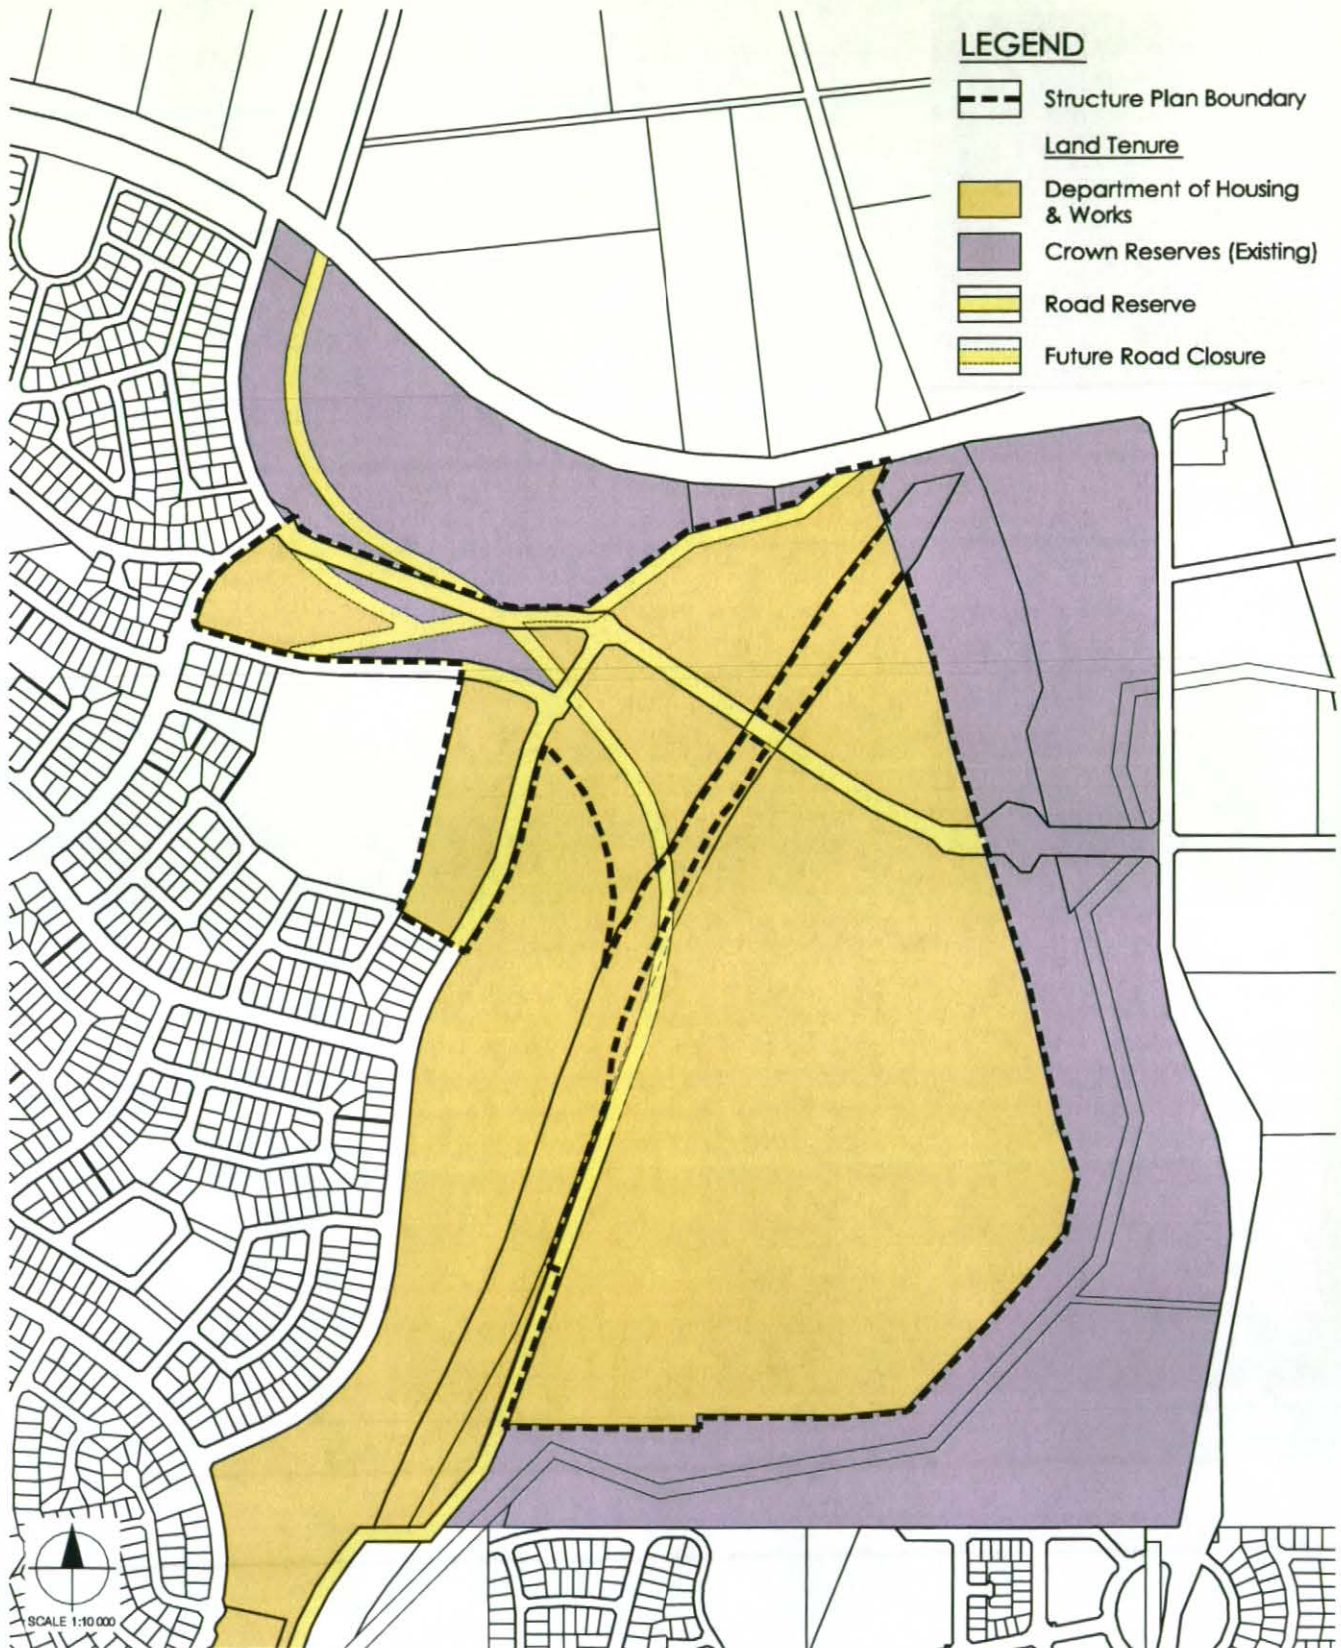 LEGEND
Structure Plan Boundary
Land Tenure
Department of Housing
& Works
Crown Reserves (Existing)
Road Reserve
Future Road Closure
SCALE 1:10 000